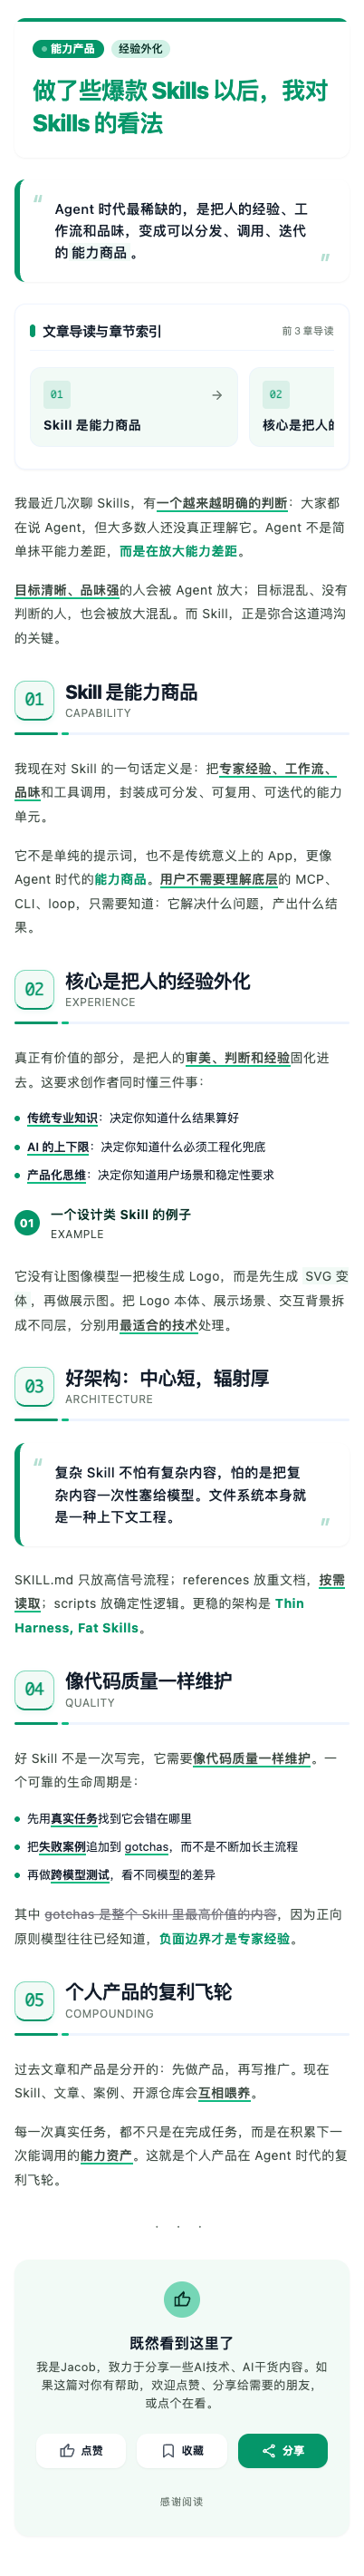 能力产品 经验外化
做了些爆款 Skills 以后，我对
Skills 的看法
“
Agent 时代最稀缺的，是把人的经验、工
作流和品味，变成可以分发、调用、迭代
的 能力商品 。
”
文章导读与章节索引 前 3 章导读
01 → 02
Skill 是能力商品 核心是把人的
我最近几次聊 Skills，有一个越来越明确的判断：大家都
在说 Agent，但大多数人还没真正理解它。Agent 不是简
单抹平能力差距，而是在放大能力差距。
目标清晰、品味强的人会被 Agent 放大；目标混乱、没有
判断的人，也会被放大混乱。而 Skill，正是弥合这道鸿沟
的关键。
01 Skill 是能力商品
CAPABILITY
我现在对 Skill 的一句话定义是：把专家经验、工作流、
品味和工具调用，封装成可分发、可复用、可迭代的能力
单元。
它不是单纯的提示词，也不是传统意义上的 App，更像
Agent 时代的能力商品。用户不需要理解底层的 MCP、
CLI、loop，只需要知道：它解决什么问题，产出什么结
果。
02 核心是把人的经验外化
EXPERIENCE
真正有价值的部分，是把人的审美、判断和经验固化进
去。这要求创作者同时懂三件事：
传统专业知识：决定你知道什么结果算好
AI 的上下限：决定你知道什么必须工程化兜底
产品化思维：决定你知道用户场景和稳定性要求
01 一个设计类 Skill 的例子
EXAMPLE
它没有让图像模型一把梭生成 Logo，而是先生成 SVG 变
体 ，再做展示图。把 Logo 本体、展示场景、交互背景拆
成不同层，分别用最适合的技术处理。
03 好架构：中心短，辐射厚
ARCHITECTURE
“
复杂 Skill 不怕有复杂内容，怕的是把复
杂内容一次性塞给模型。文件系统本身就
是一种上下文工程。
”
SKILL.md 只放高信号流程；references 放重文档，按需
读取；scripts 放确定性逻辑。更稳的架构是 Thin
Harness, Fat Skills。
04 像代码质量一样维护
QUALITY
好 Skill 不是一次写完，它需要像代码质量一样维护。一
个可靠的生命周期是：
先用真实任务找到它会错在哪里
把失败案例追加到 gotchas，而不是不断加长主流程
再做跨模型测试，看不同模型的差异
其中 gotchas 是整个 Skill 里最高价值的内容，因为正向
原则模型往往已经知道，负面边界才是专家经验。
05 个人产品的复利飞轮
COMPOUNDING
过去文章和产品是分开的：先做产品，再写推广。现在
Skill、文章、案例、开源仓库会互相喂养。
每一次真实任务，都不只是在完成任务，而是在积累下一
次能调用的能力资产。这就是个人产品在 Agent 时代的复
利飞轮。
· · ·
既然看到这里了
我是Jacob，致力于分享一些AI技术、AI干货内容。如
果这篇对你有帮助，欢迎点赞、分享给需要的朋友，
或点个在看。
点赞 收藏 分享
感谢阅读